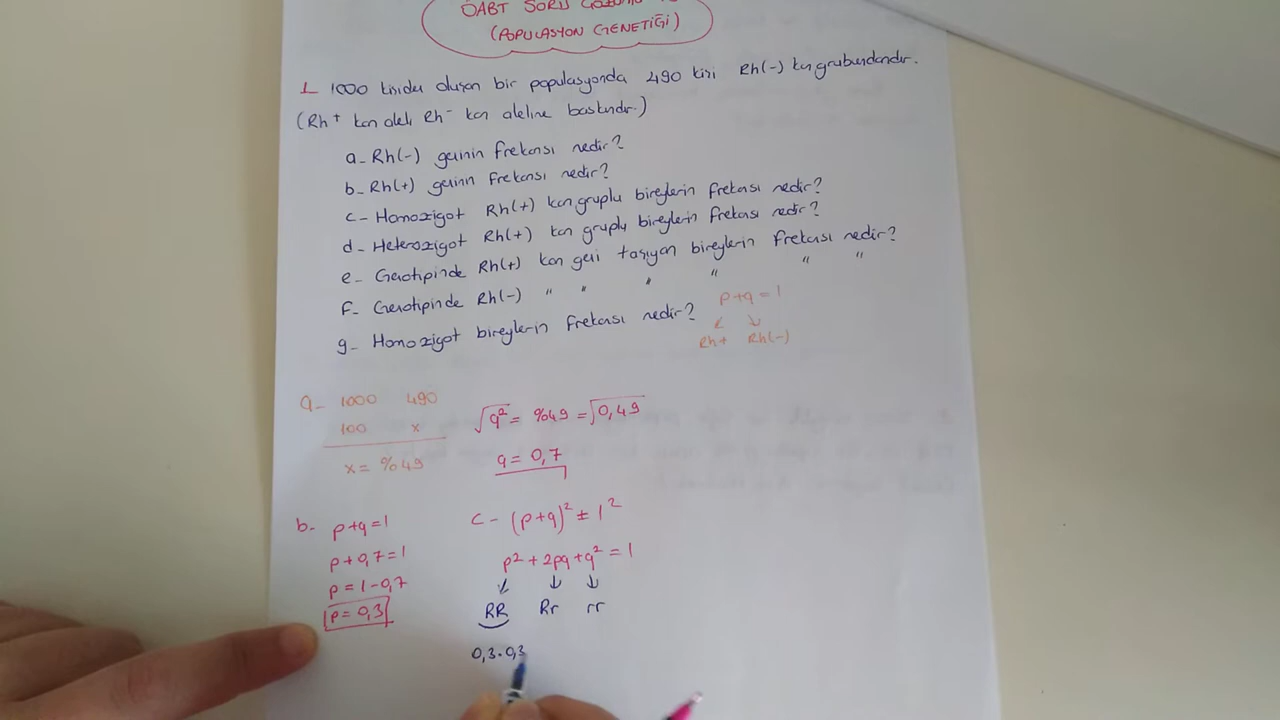 ÖABT SORU
(POPULASYON GENETİĞİ)
1 1000 kişiden oluşan bir populasyonda 490 kişi Rh(-) kan grubundandır.
(Rh+ kan aleli Rh- kan aleline baskındır.)
a- Rh(-) geninin frekansı nedir?
b- Rh(+) genin frekansı nedir?
c- Homozigot Rh(+) kan gruplu bireylerin frekansı nedir?
d- Heterozigot Rh(+) kan gruplu bireylerin frekansı nedir?
e- Genotipinde Rh(+) kan geni taşıyan bireylerin frekansı nedir?
f- Genotipinde Rh(-) " " " " " "
g- Homozigot bireylerin frekansı nedir?
p+q=1
Rh+ Rh(-)
a- 1000 490
100 x
x= %49
√q² = %49 = √0,49
q = 0,7
b- p+q=1
p+0,7=1
p=1-0,7
p=0,3
c- (p+q)² = 1²
p² + 2pq + q² = 1
RR Rr rr
0,3.0,3